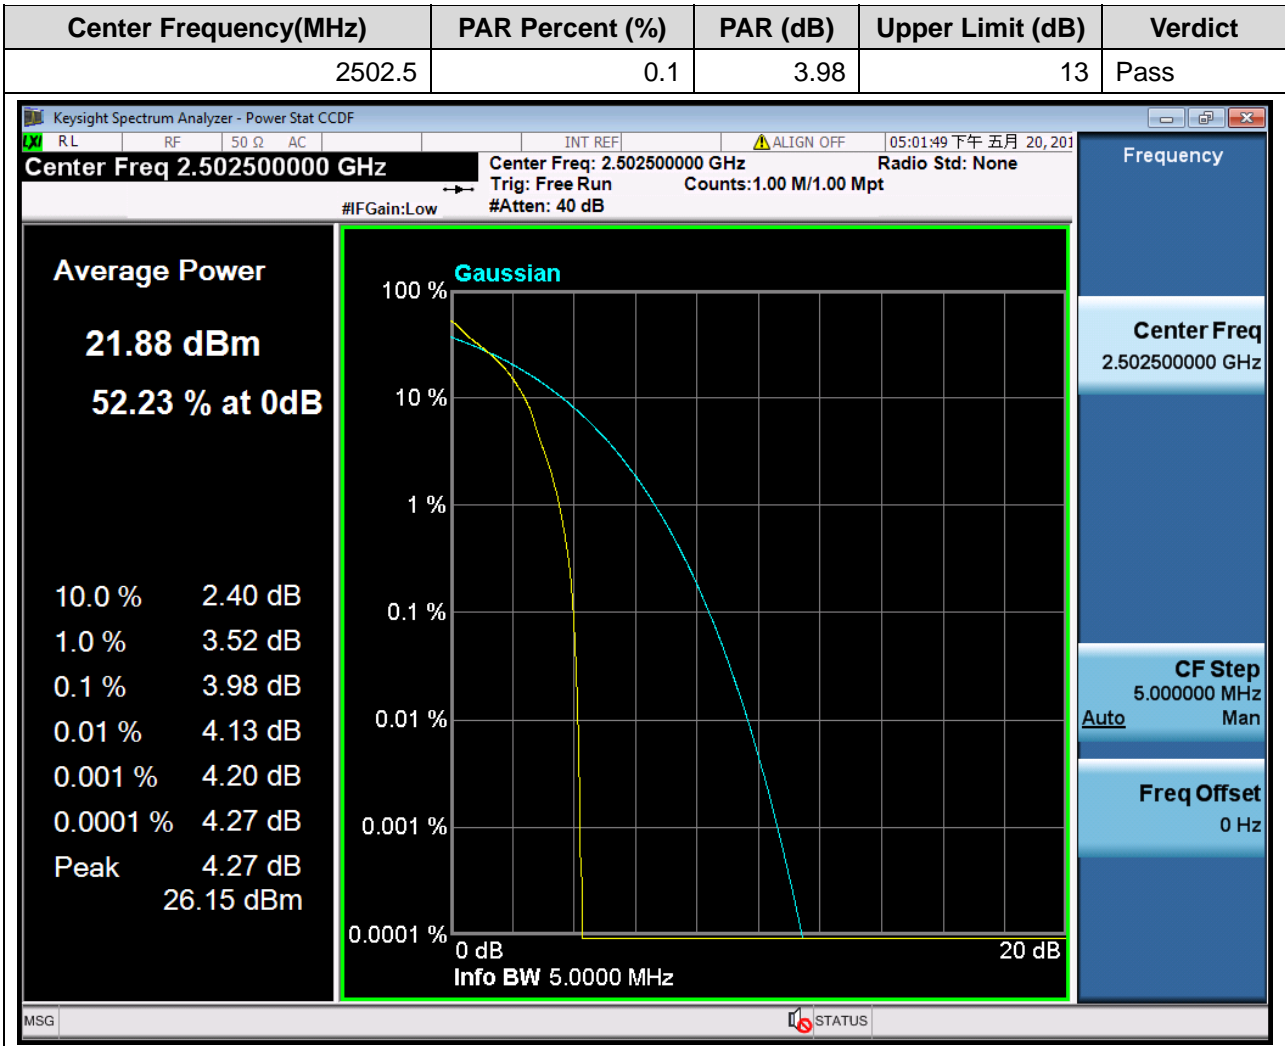 Center Frequency(MHz) PAR Percent (%) PAR (dB) Upper Limit (dB) Verdict
2502.5 0.1 3.98 13 Pass
Keysight Spectrum Analyzer - Power Stat CCDF
LXI RL RF 50 Ω AC INT REF ALIGN OFF 05:01:49 下午 五月 20, 201
Center Freq 2.502500000 GHz
Center Freq: 2.502500000 GHz Radio Std: None
Trig: Free Run Counts:1.00 M/1.00 Mpt
#IFGain:Low #Atten: 40 dB
Average Power
21.88 dBm
52.23 % at 0dB
10.0 % 2.40 dB
1.0 % 3.52 dB
0.1 % 3.98 dB
0.01 % 4.13 dB
0.001 % 4.20 dB
0.0001 % 4.27 dB
Peak 4.27 dB
26.15 dBm
Gaussian
100 %
10 %
1 %
0.1 %
0.01 %
0.001 %
0.0001 %
0 dB 20 dB
Info BW 5.0000 MHz
Frequency
Center Freq
2.502500000 GHz
CF Step
5.000000 MHz
Auto Man
Freq Offset
0 Hz
MSG STATUS